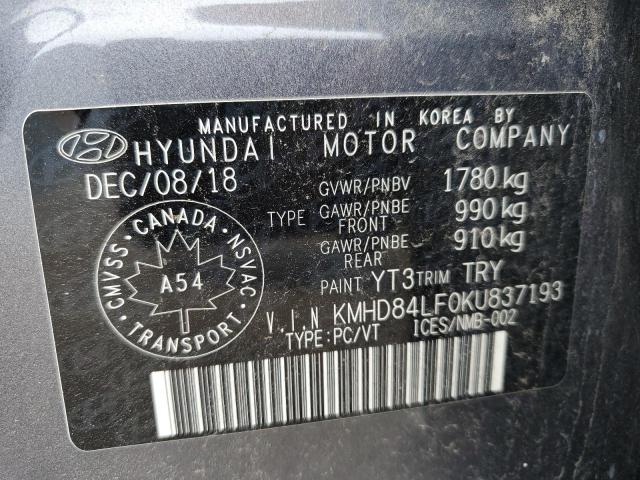 MANUFACTURED IN KOREA BY
HYUNDAI MOTOR COMPANY
DEC/08/18
GVWR/PNBV 1780 kg
TYPE GAWR/PNBE FRONT 990 kg
GAWR/PNBE REAR 910 kg
PAINT YT3 TRIM TRY
V.I.N KMHD84LF0KU837193
TYPE:PC/VT ICES/NMB-002
CANADA
CMVSS NSVAC
A54
TRANSPORT